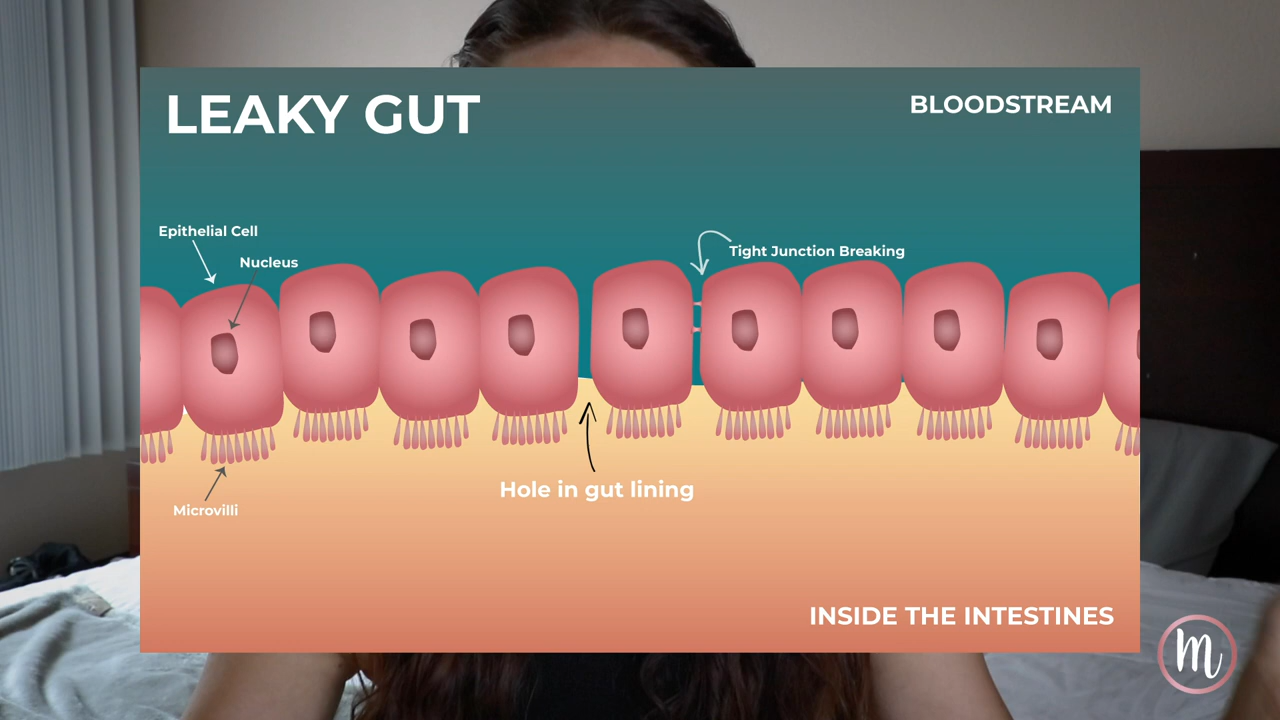 LEAKY GUT
BLOODSTREAM
Epithelial Cell
Nucleus
Tight Junction Breaking
Hole in gut lining
Microvilli
INSIDE THE INTESTINES
m